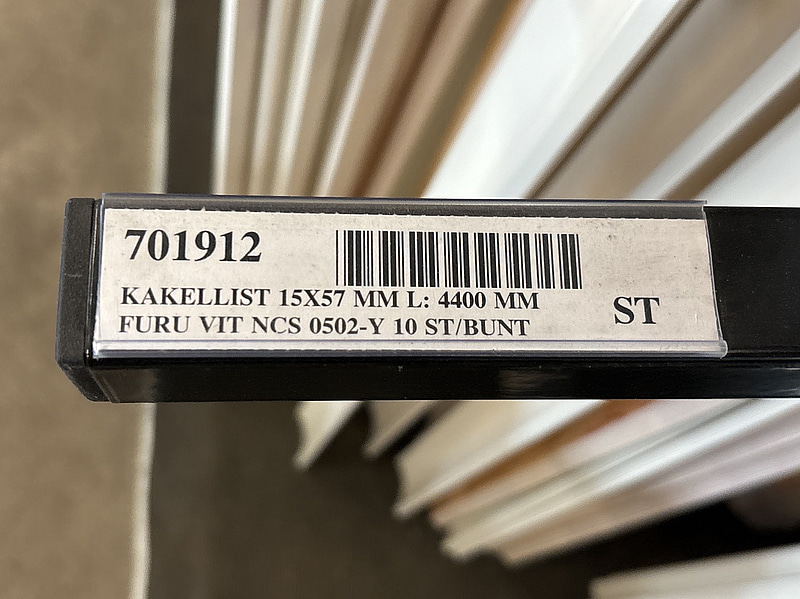 701912
KAKELLIST 15X57 MM L: 4400 MM
FURU VIT NCS 0502-Y 10 ST/BUNT
ST